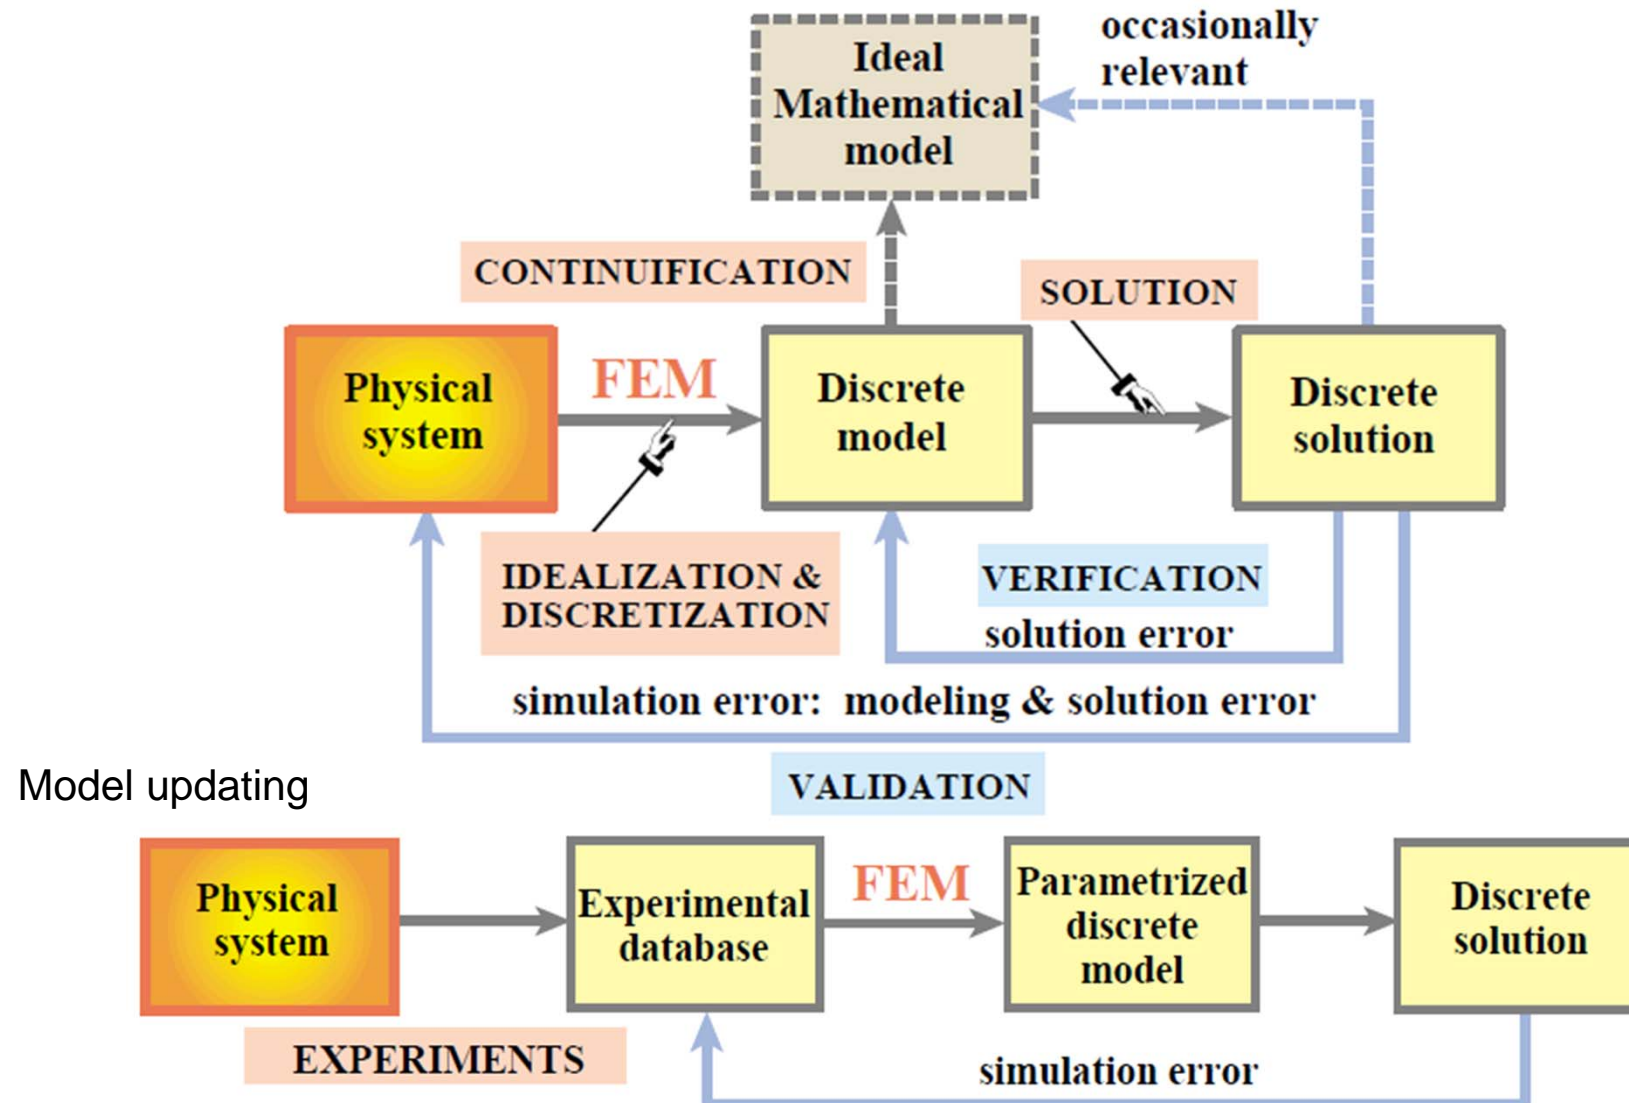 occasionally
relevant
Ideal
Mathematical
model
CONTINUIFICATION
SOLUTION
Physical
system
FEM
Discrete
model
Discrete
solution
IDEALIZATION &
DISCRETIZATION
VERIFICATION
solution error
simulation error: modeling & solution error
Model updating
VALIDATION
Physical
system
Experimental
database
FEM
Parametrized
discrete
model
Discrete
solution
EXPERIMENTS
simulation error